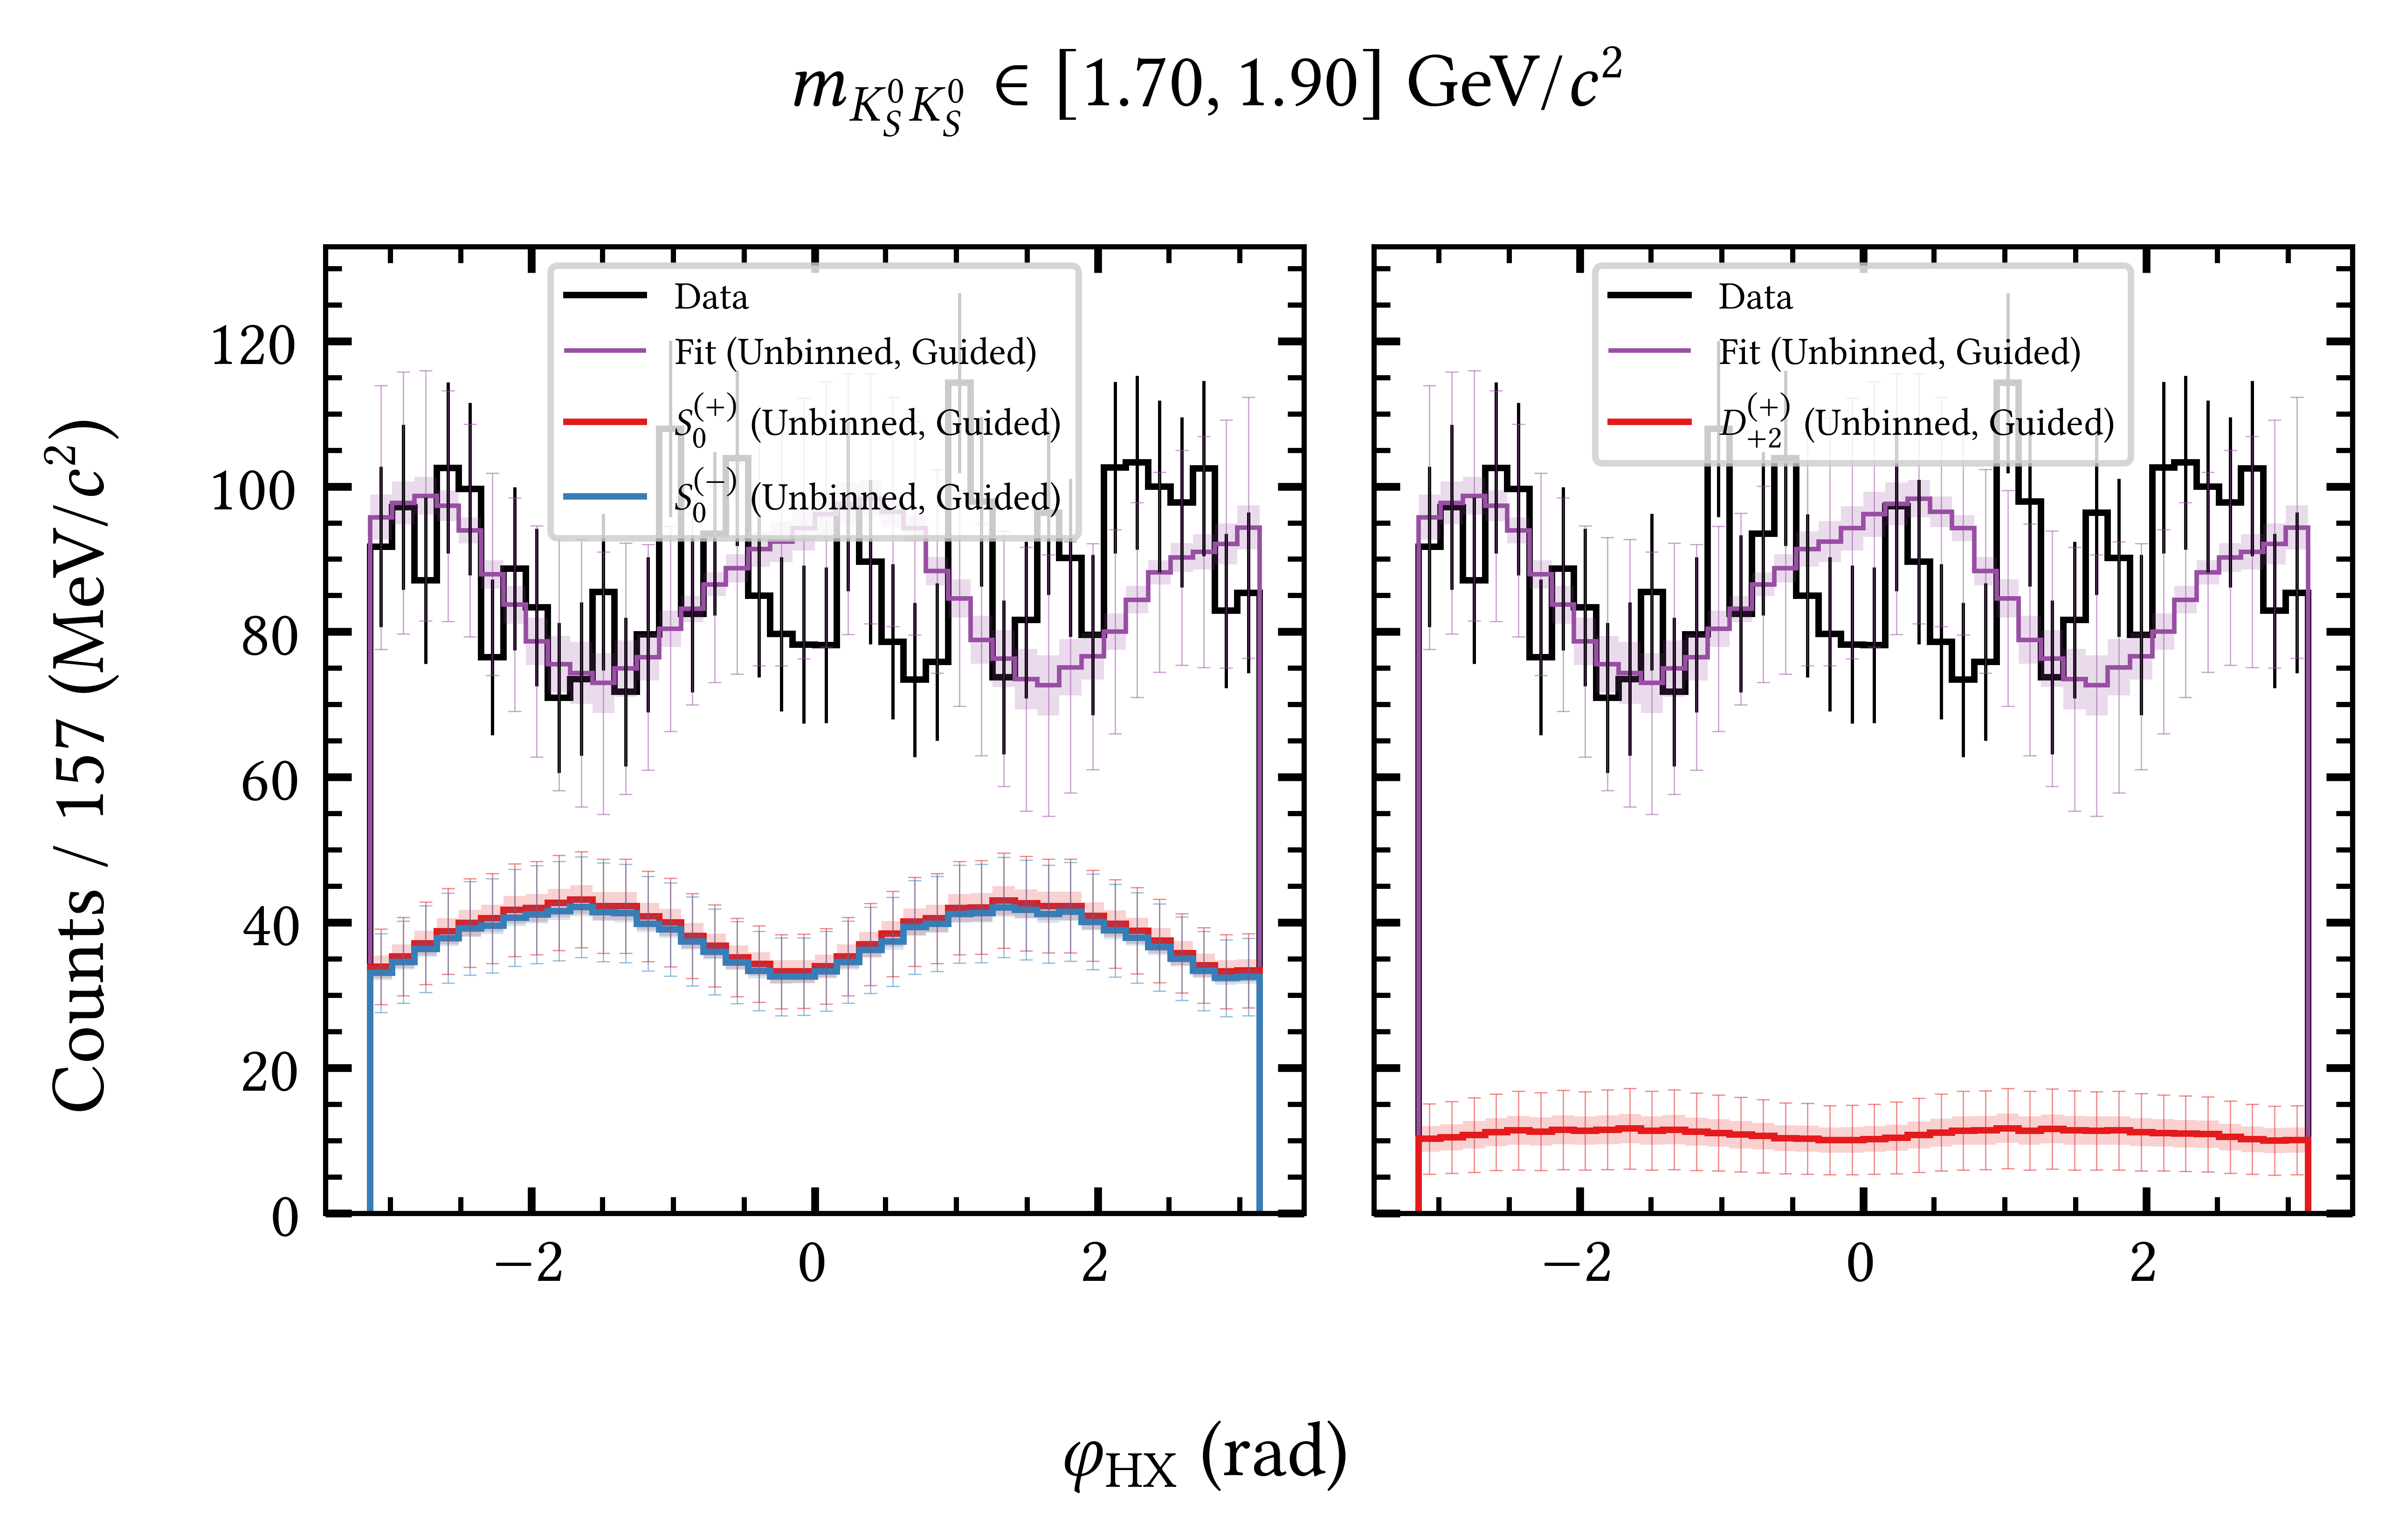 m_{K_S^0 K_S^0} ∈ [1.70, 1.90] GeV/c²
Counts / 157 (MeV/c²)
120
100
80
60
40
20
0
Data
Fit (Unbinned, Guided)
S_0^{(+)} (Unbinned, Guided)
S_0^{(−)} (Unbinned, Guided)
−2 0 2
Data
Fit (Unbinned, Guided)
D_{+2}^{(+)} (Unbinned, Guided)
−2 0 2
φ_{HX} (rad)